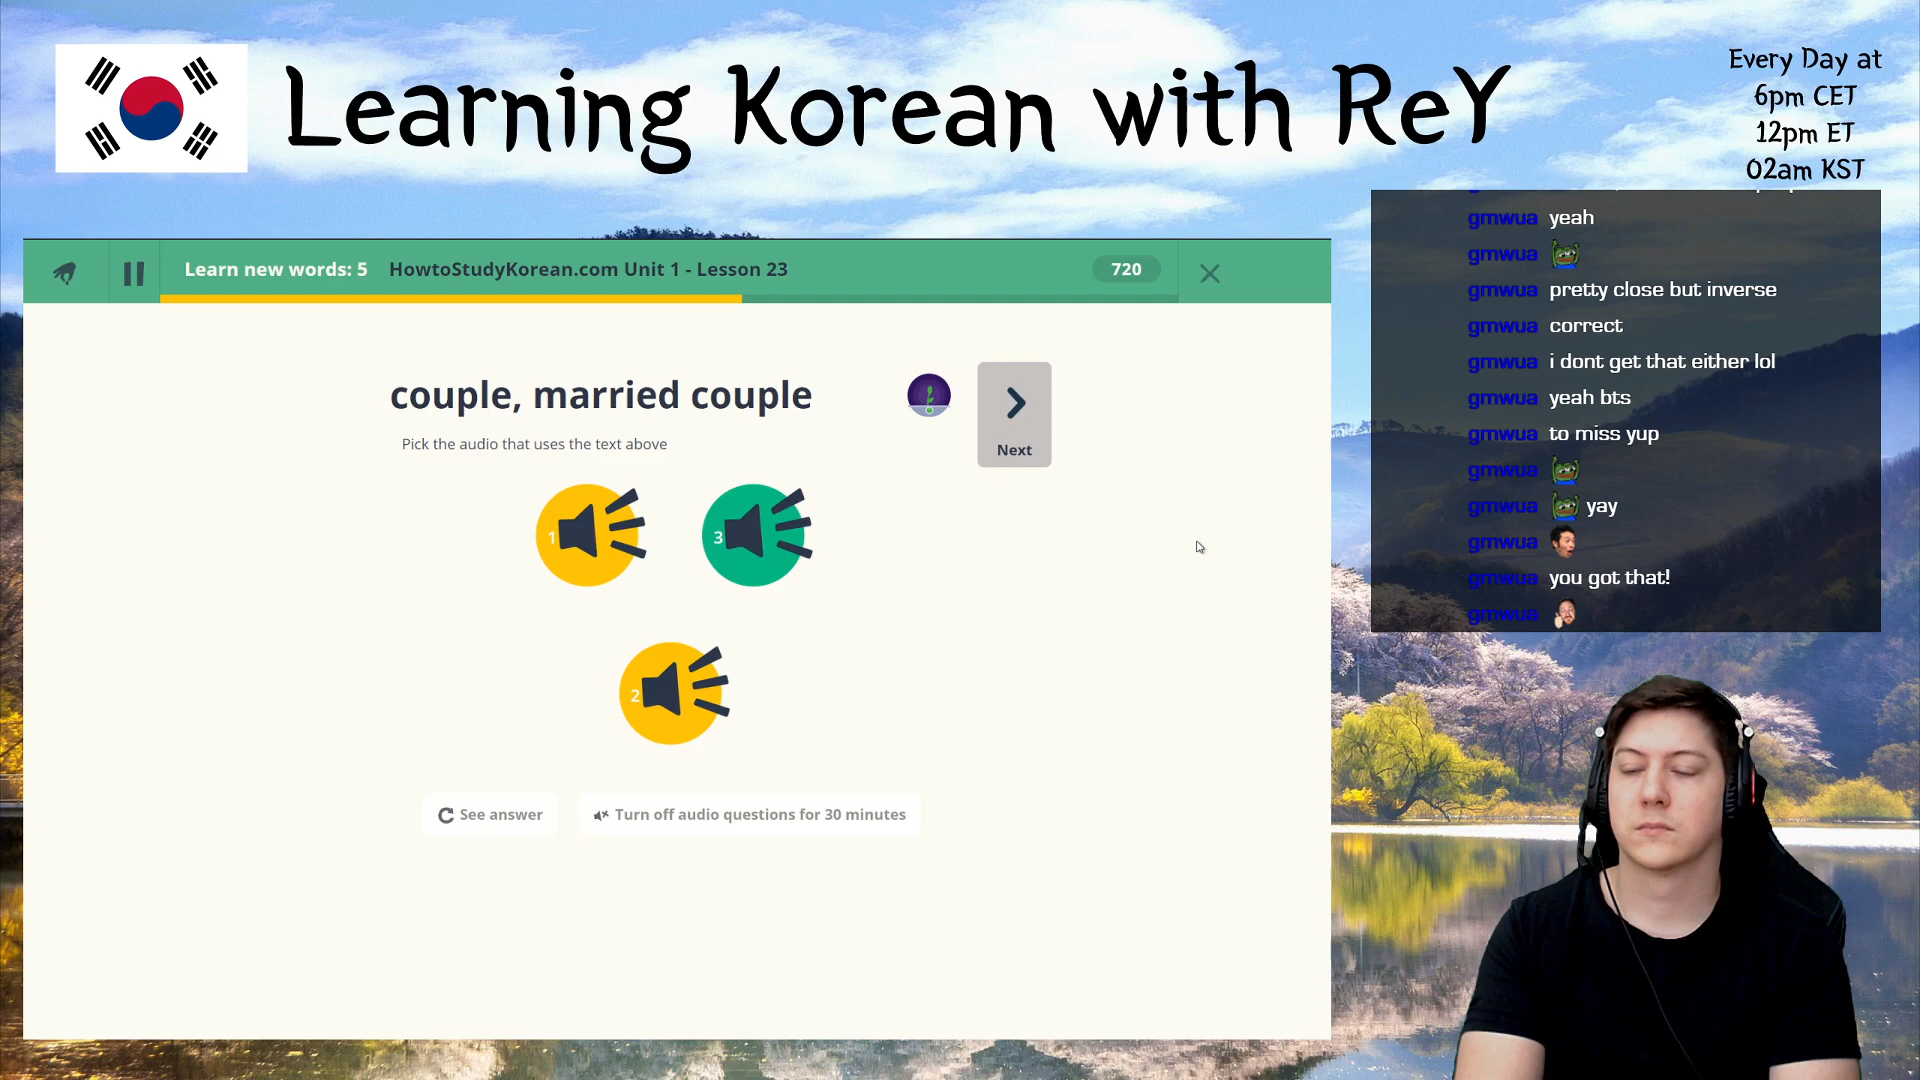 Learning Korean with ReY
Every Day at
6pm CET
12pm ET
02am KST
Learn new words: 5 HowtoStudyKorean.com Unit 1 - Lesson 23
720
couple, married couple
Pick the audio that uses the text above
Next
1
3
2
See answer
Turn off audio questions for 30 minutes
gmwua yeah
gmwua
gmwua pretty close but inverse
gmwua correct
gmwua i dont get that either lol
gmwua yeah bts
gmwua to miss yup
gmwua
gmwua yay
gmwua
gmwua you got that!
gmwua